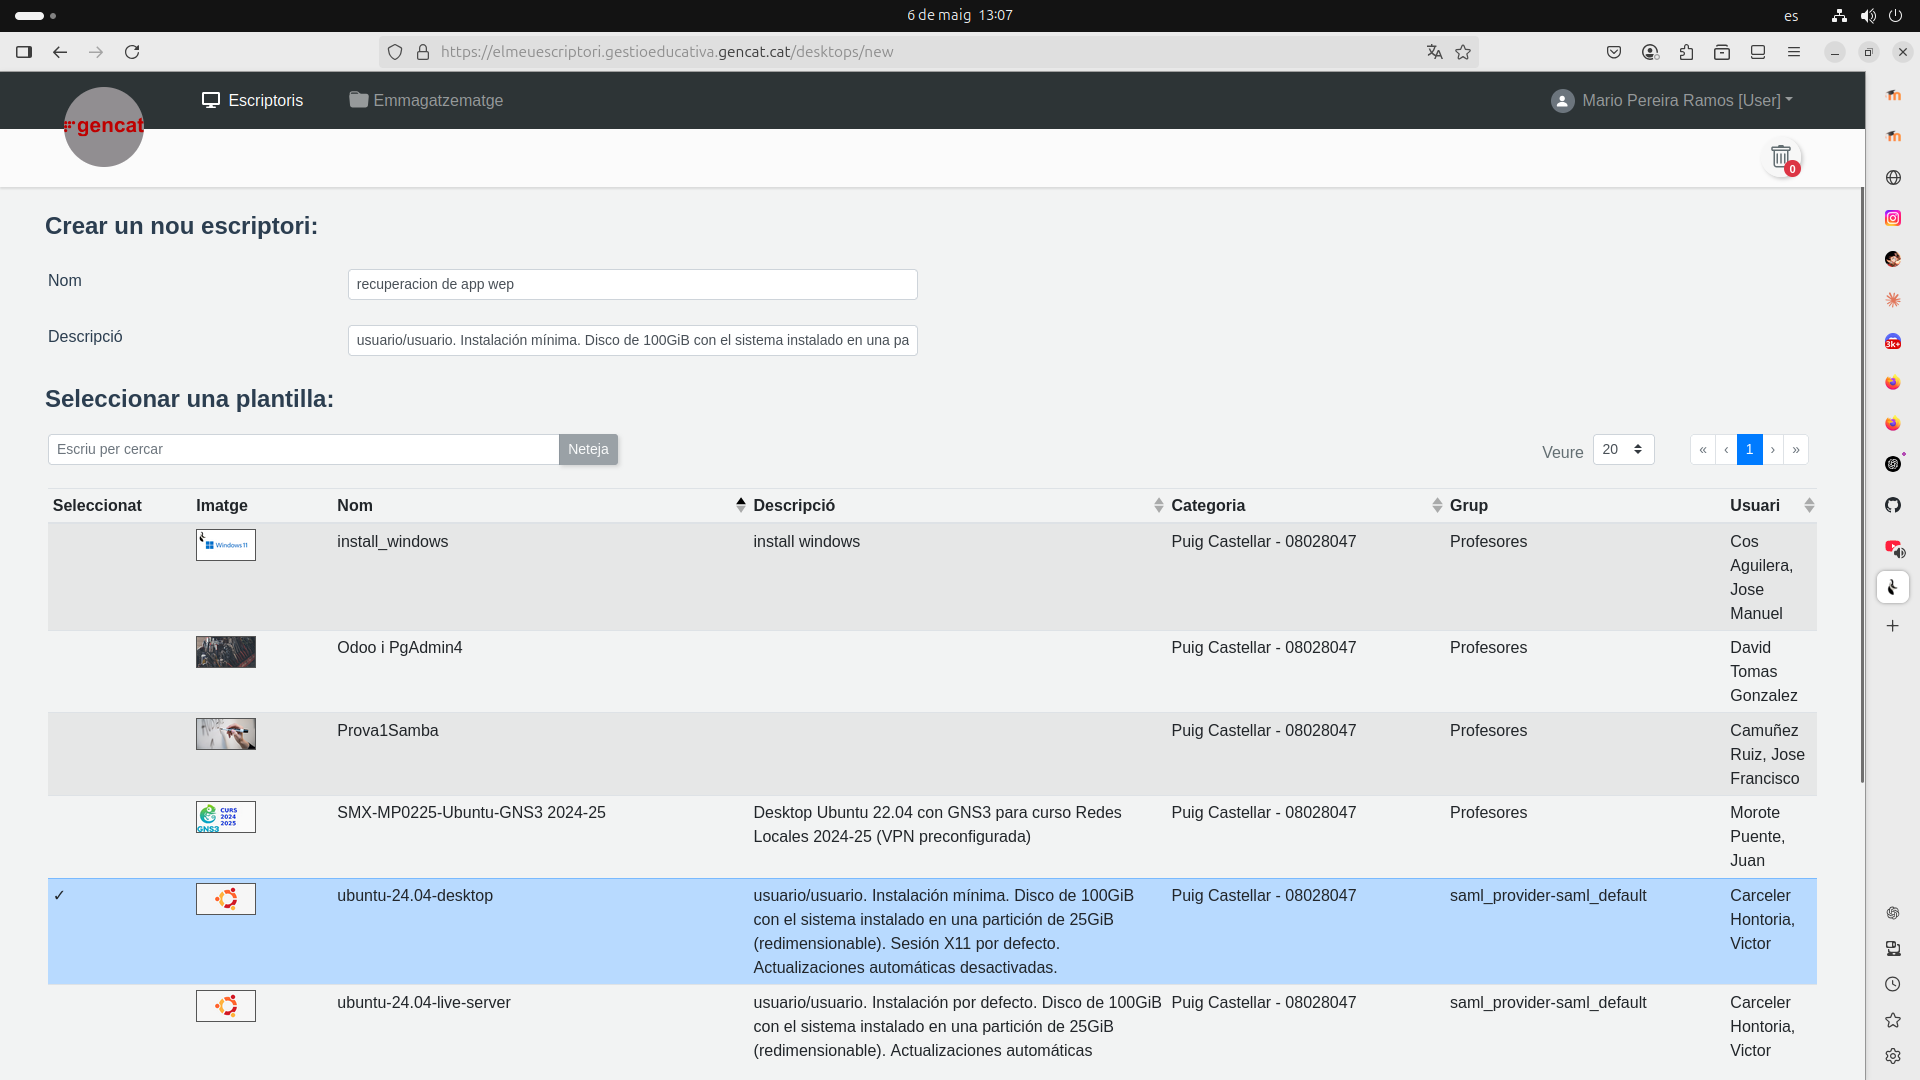 6 de maig 13:07
es
https://elmeuescriptori.gestioeducativa.gencat.cat/desktops/new
gencat
Escriptoris
Emmagatzematge
Mario Pereira Ramos [User]
0
Crear un nou escriptori:
Nom
recuperacion de app wep
Descripció
usuario/usuario. Instalación mínima. Disco de 100GiB con el sistema instalado en una pa
Seleccionar una plantilla:
Escriu per cercar
Neteja
Veure
20
« ‹ 1 › »
Seleccionat Imatge Nom Descripció Categoria Grup Usuari
Windows 11
install_windows
install windows
Puig Castellar - 08028047
Profesores
Cos
Aguilera,
Jose
Manuel
Odoo i PgAdmin4
Puig Castellar - 08028047
Profesores
David
Tomas
Gonzalez
Prova1Samba
Puig Castellar - 08028047
Profesores
Camuñez
Ruiz, Jose
Francisco
CURS
2024
2025
GNS3
SMX-MP0225-Ubuntu-GNS3 2024-25
Desktop Ubuntu 22.04 con GNS3 para curso Redes
Locales 2024-25 (VPN preconfigurada)
Puig Castellar - 08028047
Profesores
Morote
Puente,
Juan
✓
ubuntu-24.04-desktop
usuario/usuario. Instalación mínima. Disco de 100GiB
con el sistema instalado en una partición de 25GiB
(redimensionable). Sesión X11 por defecto.
Actualizaciones automáticas desactivadas.
Puig Castellar - 08028047
saml_provider-saml_default
Carceler
Hontoria,
Victor
ubuntu-24.04-live-server
usuario/usuario. Instalación por defecto. Disco de 100GiB
con el sistema instalado en una partición de 25GiB
(redimensionable). Actualizaciones automáticas
Puig Castellar - 08028047
saml_provider-saml_default
Carceler
Hontoria,
Victor
3K+